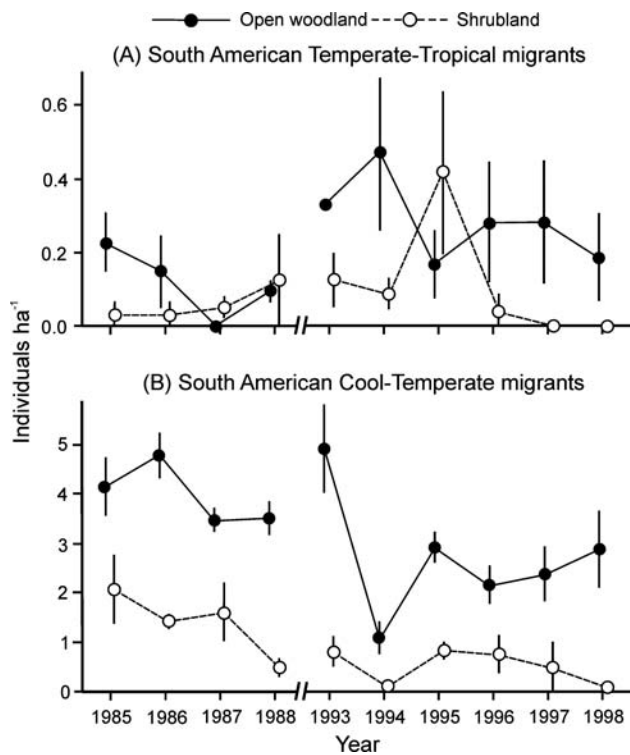 Open woodland Shrubland
(A) South American Temperate-Tropical migrants
0.6
0.4
0.2
0.0
Individuals ha⁻¹
(B) South American Cool-Temperate migrants
5
4
3
2
1
0
1985 1986 1987 1988 1993 1994 1995 1996 1997 1998
Year